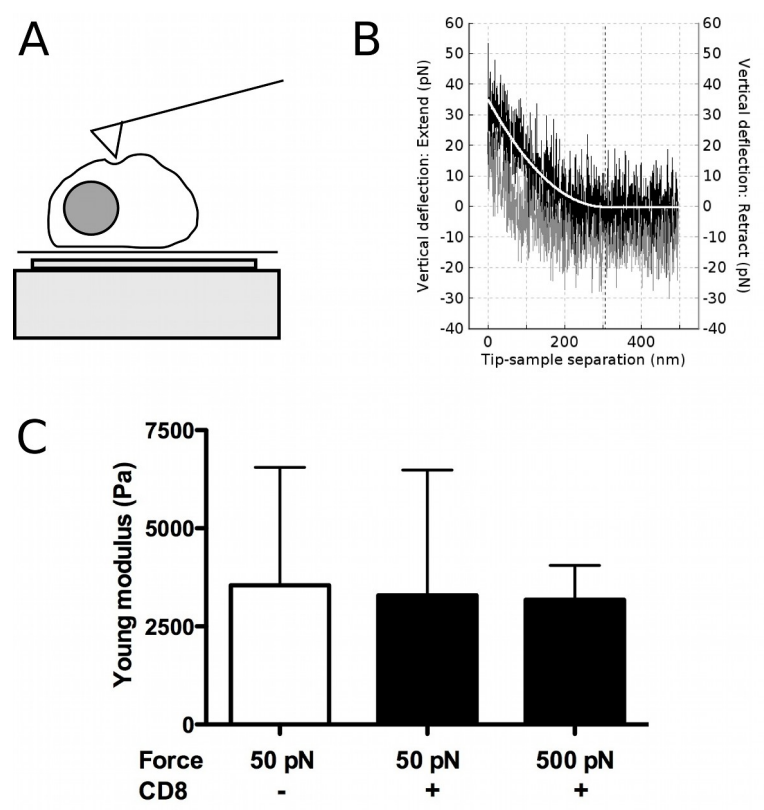 A
B
60
50
40
30
20
10
0
-10
-20
-30
-40
Vertical deflection: Extend (pN)
60
50
40
30
20
10
0
-10
20
-30
-40
Vertical deflection: Retract (pN)
0 200 400
Tip-sample separation (nm)
C
7500
5000
2500
0
Young modulus (Pa)
Force 50 pN 50 pN 500 pN
CD8 - + +